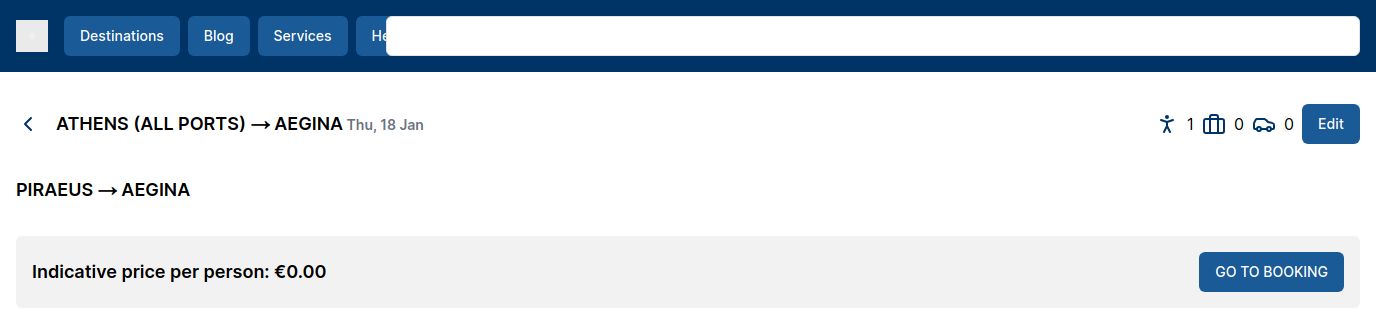 Destinations Blog Services
ATHENS (ALL PORTS) → AEGINA Thu, 18 Jan 1 0 0 Edit
PIRAEUS → AEGINA
Indicative price per person: €0.00 GO TO BOOKING